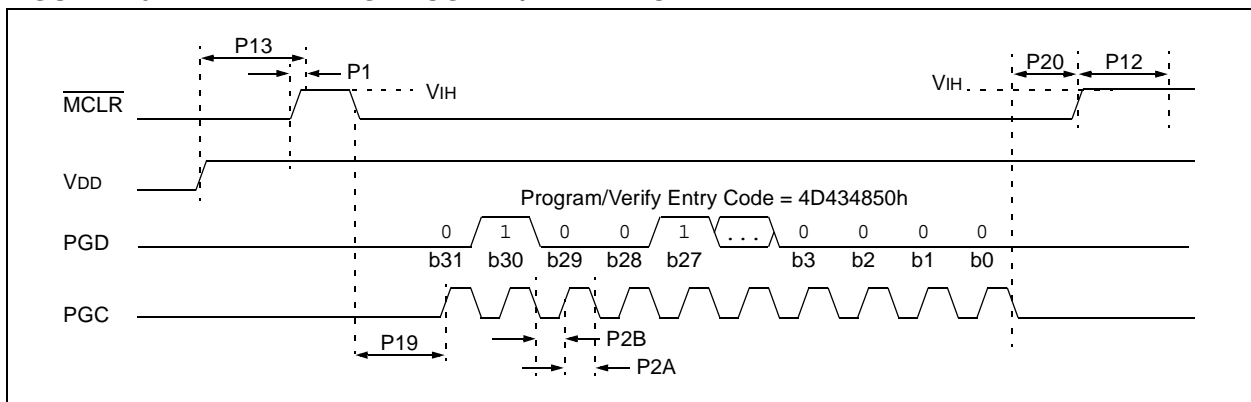 P13
P1
P20
P12
VIH
VIH
MCLR
VDD
Program/Verify Entry Code = 4D434850h
PGD
0 1 0 0 1 ... 0 0 0 0
b31 b30 b29 b28 b27 b3 b2 b1 b0
PGC
P19
P2B
P2A